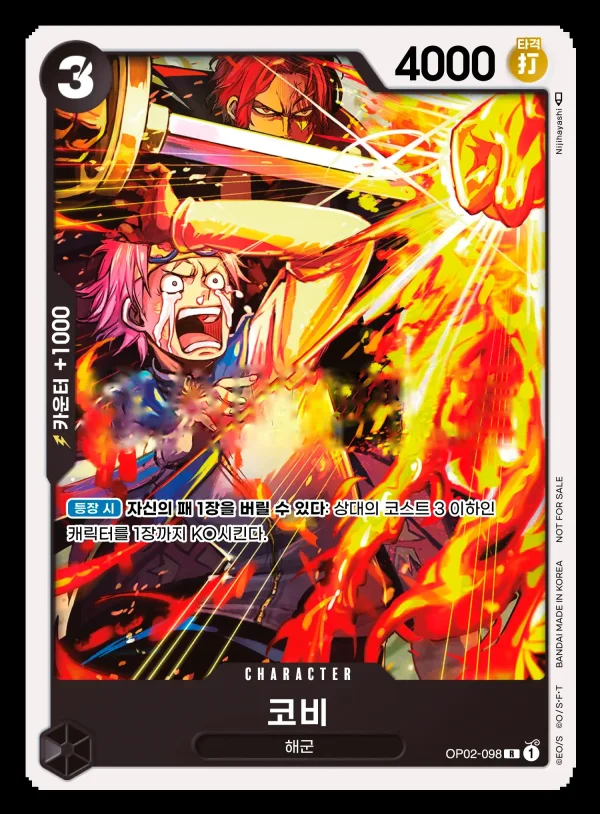 3
4000
타격
打
Nijihayashi
카운터 +1000
등장 시 자신의 패 1장을 버릴 수 있다: 상대의 코스트 3 이하인
캐릭터를 1장까지 KO시킨다.
CHARACTER
코비
해군
OP02-098 R 1
©EO/S ©O/S·F·T BANDAI MADE IN KOREA NOT FOR SALE